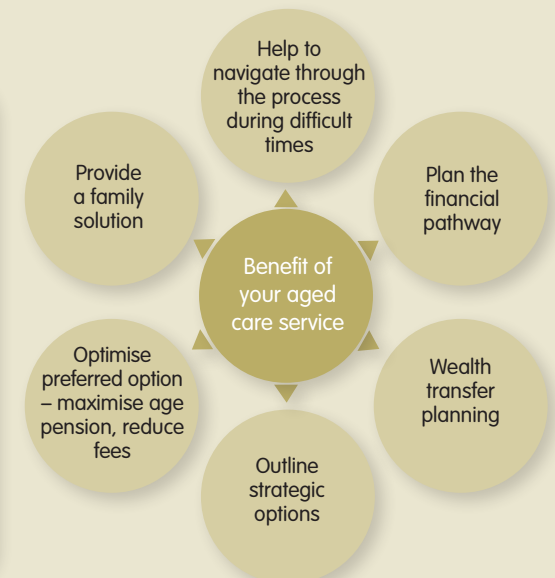 Help to
navigate through
the process
during difficult
times
Provide
a family
solution
Plan the
financial
pathway
Benefit of
your aged
care service
Optimise
preferred option
– maximise age
pension, reduce
fees
Wealth
transfer
planning
Outline
strategic
options